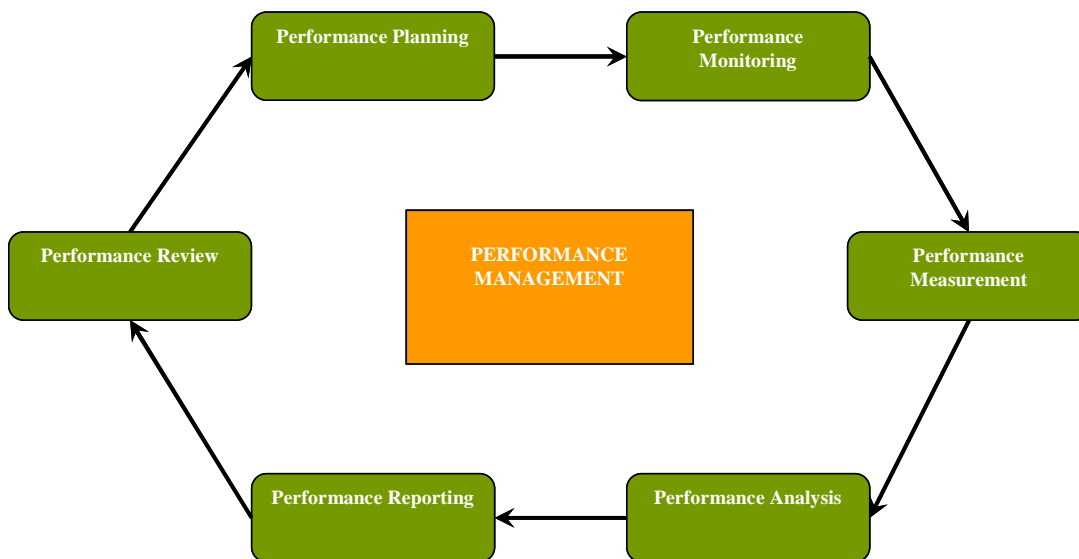 Performance Planning
Performance
Monitoring
Performance Review
PERFORMANCE
MANAGEMENT
Performance
Measurement
Performance Reporting
Performance Analysis